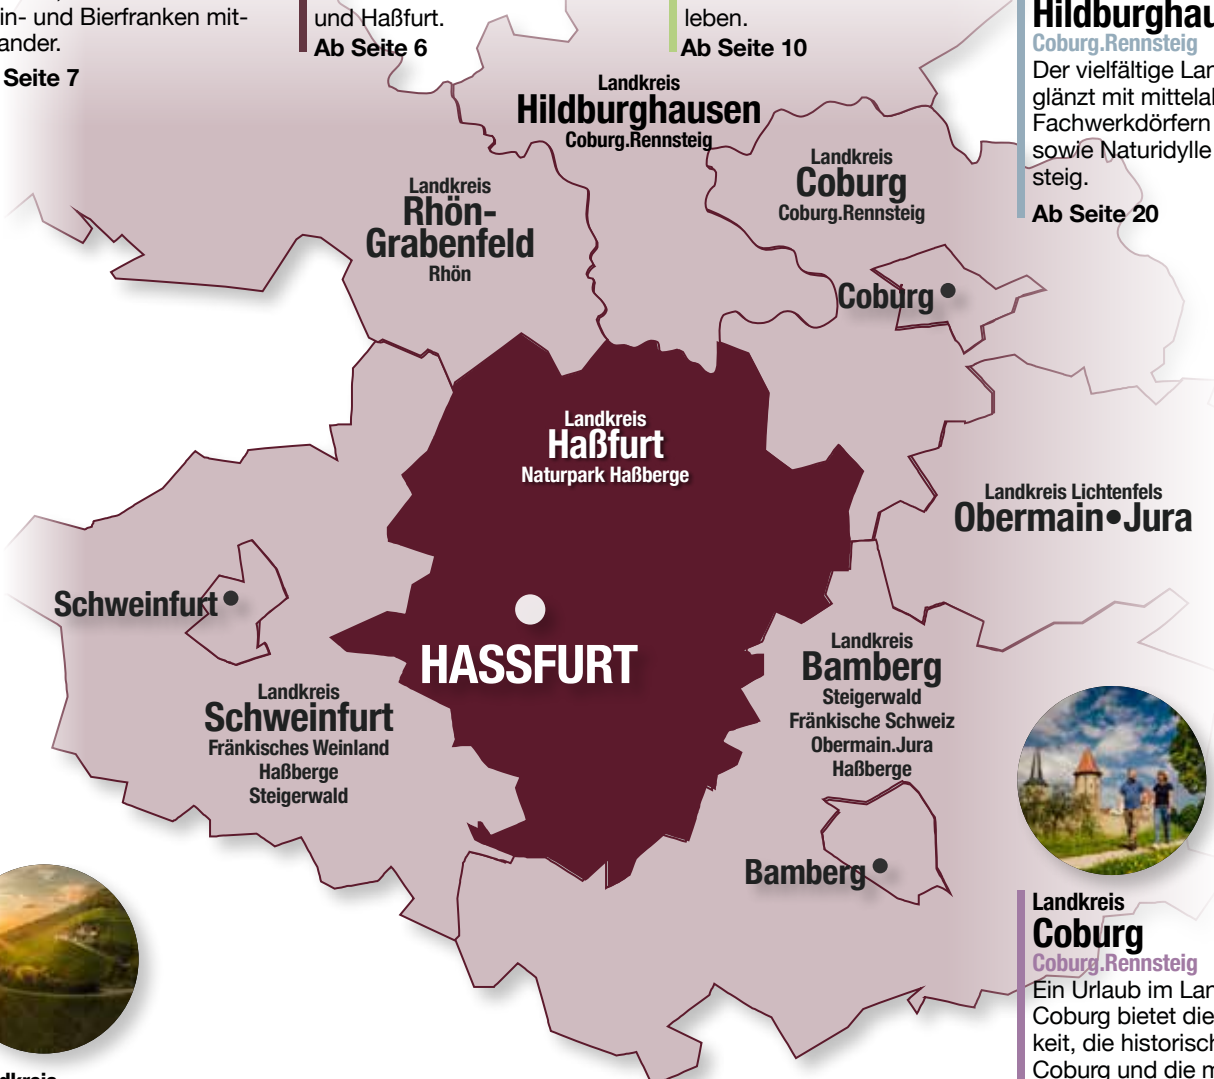 in- und Bierfranken mit-
ander.
Seite 7
und Haßfurt.
Ab Seite 6
leben.
Ab Seite 10
Hildburghau
Coburg.Rennsteig
Der vielfältige Lan
glänzt mit mittelal
Fachwerkdörfern
sowie Naturidylle
steig.
Ab Seite 20
Landkreis
Hildburghausen
Coburg.Rennsteig
Landkreis
Coburg
Coburg.Rennsteig
Landkreis
Rhön-
Grabenfeld
Rhön
Coburg
Landkreis
Haßfurt
Naturpark Haßberge
Landkreis Lichtenfels
Obermain•Jura
Schweinfurt
HASSFURT
Landkreis
Schweinfurt
Fränkisches Weinland
Haßberge
Steigerwald
Landkreis
Bamberg
Steigerwald
Fränkische Schweiz
Obermain.Jura
Haßberge
Bamberg
Landkreis
Coburg
Coburg.Rennsteig
Ein Urlaub im Lan
Coburg bietet die
keit, die historisch
Coburg und die m
dkreis